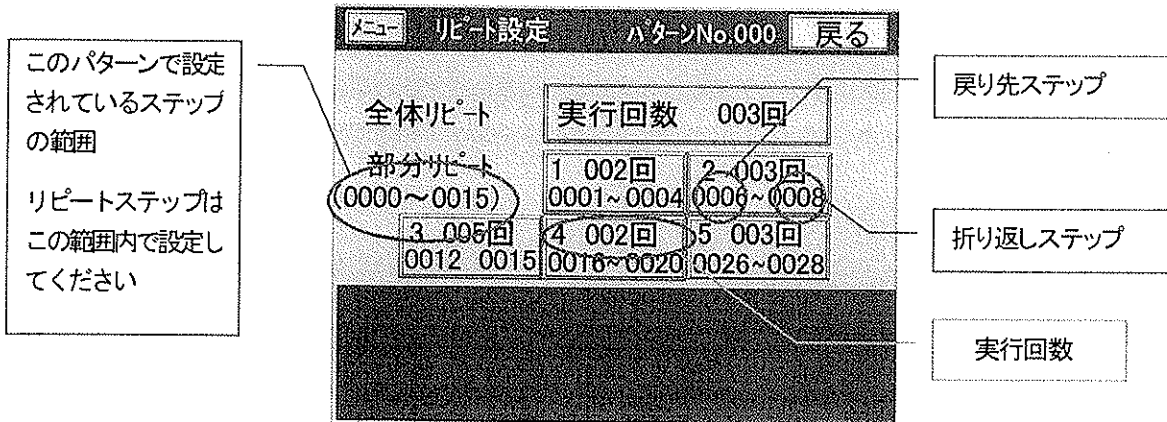 メニュー リピート設定 パターンNo.000 戻る
このパターンで設定
されているステップ
の範囲
リピートステップは
この範囲内で設定し
てください
全体リピート 実行回数 003回
部分リピート
(0000～0015)
1 002回
0001~0004
2 003回
0006~0008
3 005回
0012 0015
4 002回
0016~0020
5 003回
0026~0028
戻り先ステップ
折り返しステップ
実行回数